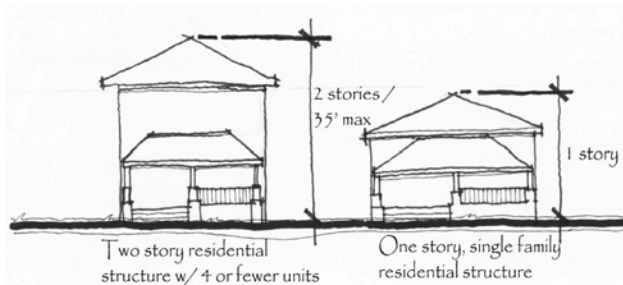 2 stories /
35' max
1 story
Two story residential
structure w/ 4 or fewer units
One story, single family
residential structure